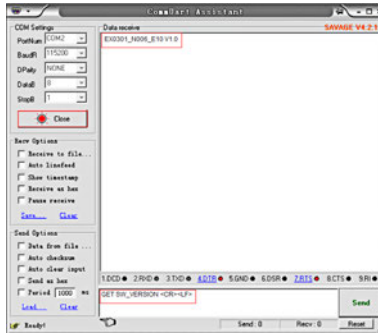 CommUart Assistant
COM Settings
PortNum COM2
BaudR 115200
DPaity NONE
DataB 8
StopB 1
Close
Recv Options
Receive to file...
Auto linefeed
Show timestamp
Receive as hex
Pause receive
Save... Clear
Send Options
Data from file ...
Auto checksum
Auto clear input
Send as hex
Period 1000 ms
Load... Clear
Ready!
Data receive
SAVAGE V4.2.1
EX0301_N006_E10 V1.0
1.DCD 2.RXD 3.TXD 4.DTR 5.GND 6.DSR 7.RTS 8.CTS 9.RI
GET SW_VERSION <CR><LF>
Send
Send : 0 Recv : 0 Reset